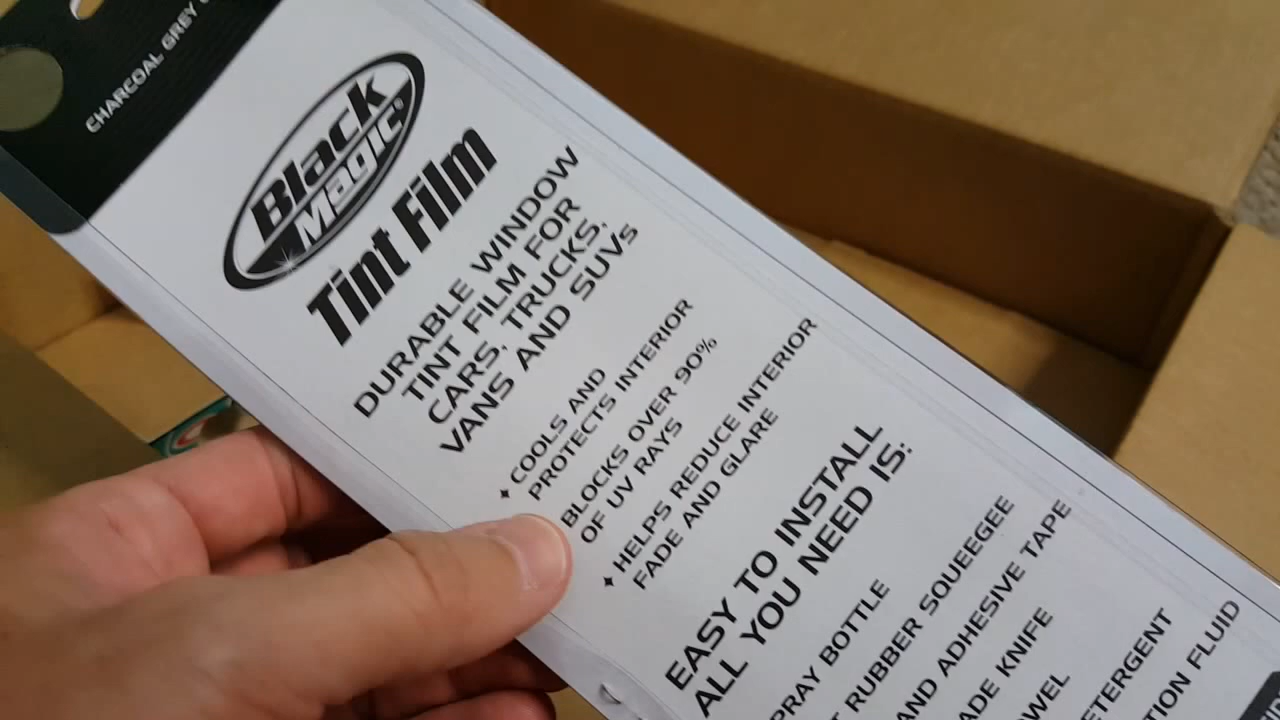 CHARCOAL GREY
Black
Magic®
Tint Film
DURABLE WINDOW
TINT FILM FOR
CARS, TRUCKS,
VANS AND SUVs
✦ COOLS AND
PROTECTS INTERIOR
BLOCKS OVER 90%
OF UV RAYS
✦ HELPS REDUCE INTERIOR
FADE AND GLARE
EASY TO INSTALL
ALL YOU NEED IS:
PRAY BOTTLE
RUBBER SQUEEGEE
AND ADHESIVE TAPE
ADE KNIFE
OWEL
ETERGENT
TION FLUID